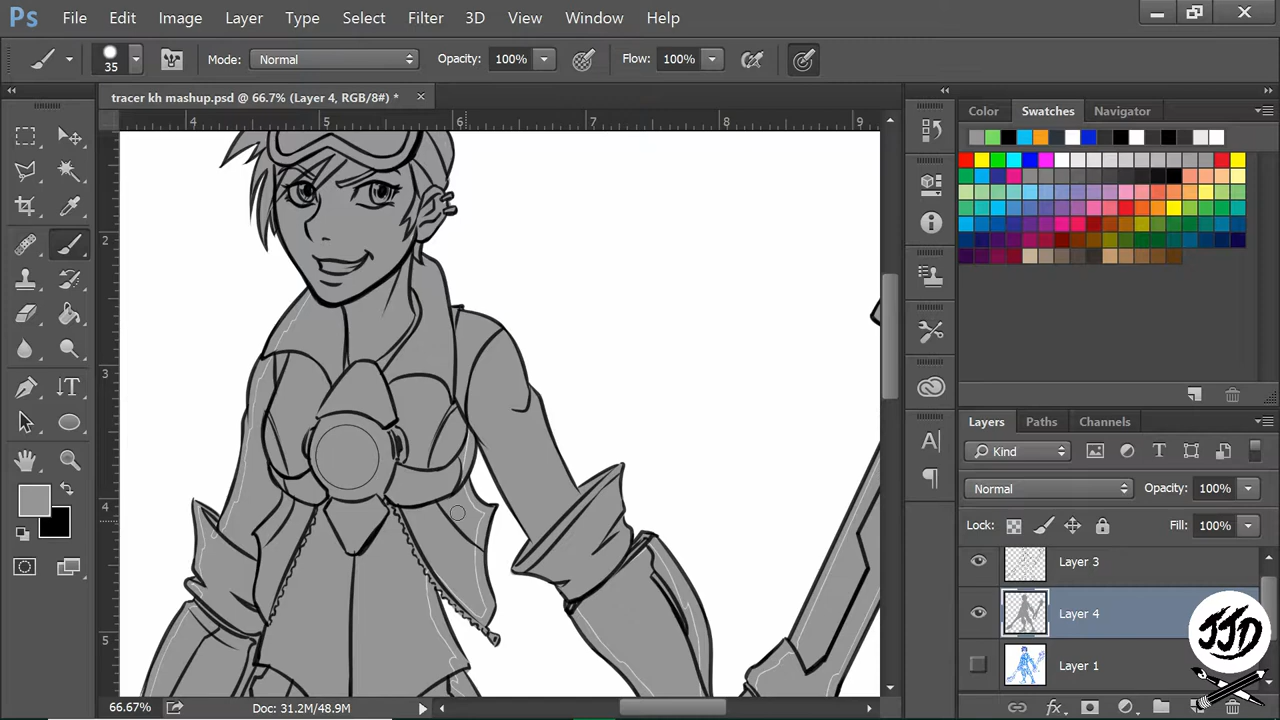 Ps File Edit Image Layer Type Select Filter 3D View Window Help
35 Mode: Normal Opacity: 100% Flow: 100%
tracer kh mashup.psd @ 66.7% (Layer 4, RGB/8#) *
Color Swatches Navigator
4 5 6 7 8 9
2
3
4
5
A
T
Layers Paths Channels
Kind
T
Normal Opacity: 100%
Lock: Fill: 100%
Layer 3
Layer 4
Layer 1
JJD
fx
66.67% Doc: 31.2M/48.9M